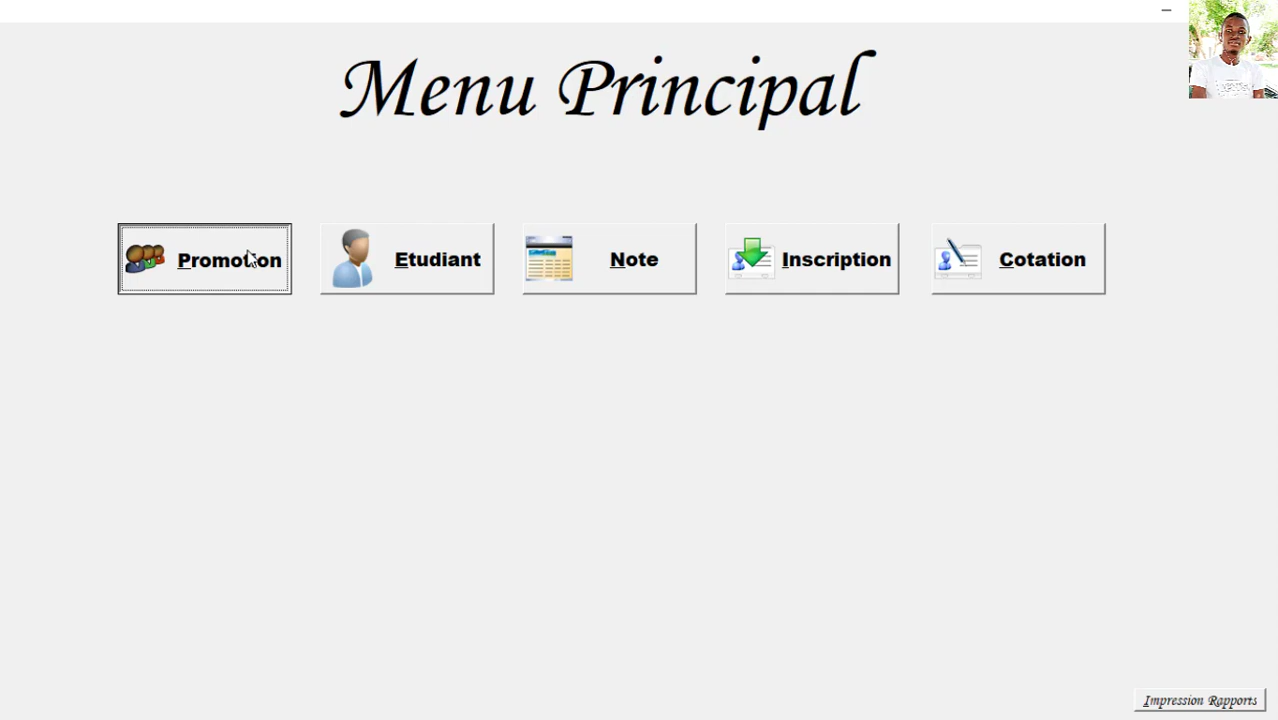 Menu Principal
Promotion
Etudiant
Note
Inscription
Cotation
Impression Rapports